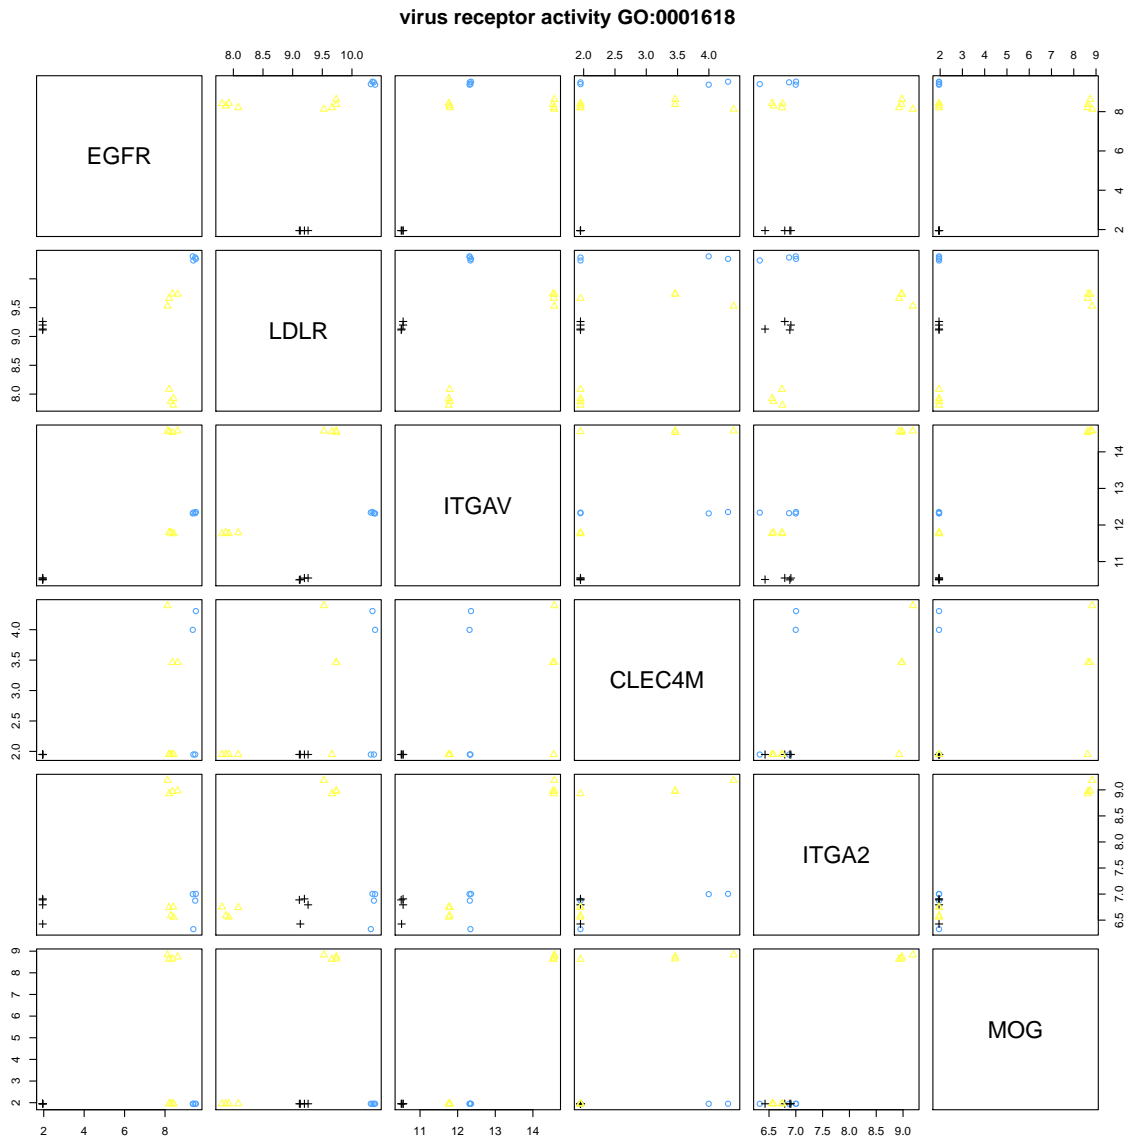 virus receptor activity GO:0001618
8.0 8.5 9.0 9.5 10.0
2.0 2.5 3.0 3.5 4.0
2 3 4 5 6 7 8 9
EGFR
2 4 6 8
8.0 8.5 9.0 9.5
LDLR
ITGAV
11 12 13 14
2.0 2.5 3.0 3.5 4.0
CLEC4M
ITGA2
6.5 7.0 7.5 8.0 8.5 9.0
2 3 4 5 6 7 8 9
MOG
2 4 6 8
11 12 13 14
6.5 7.0 7.5 8.0 8.5 9.0